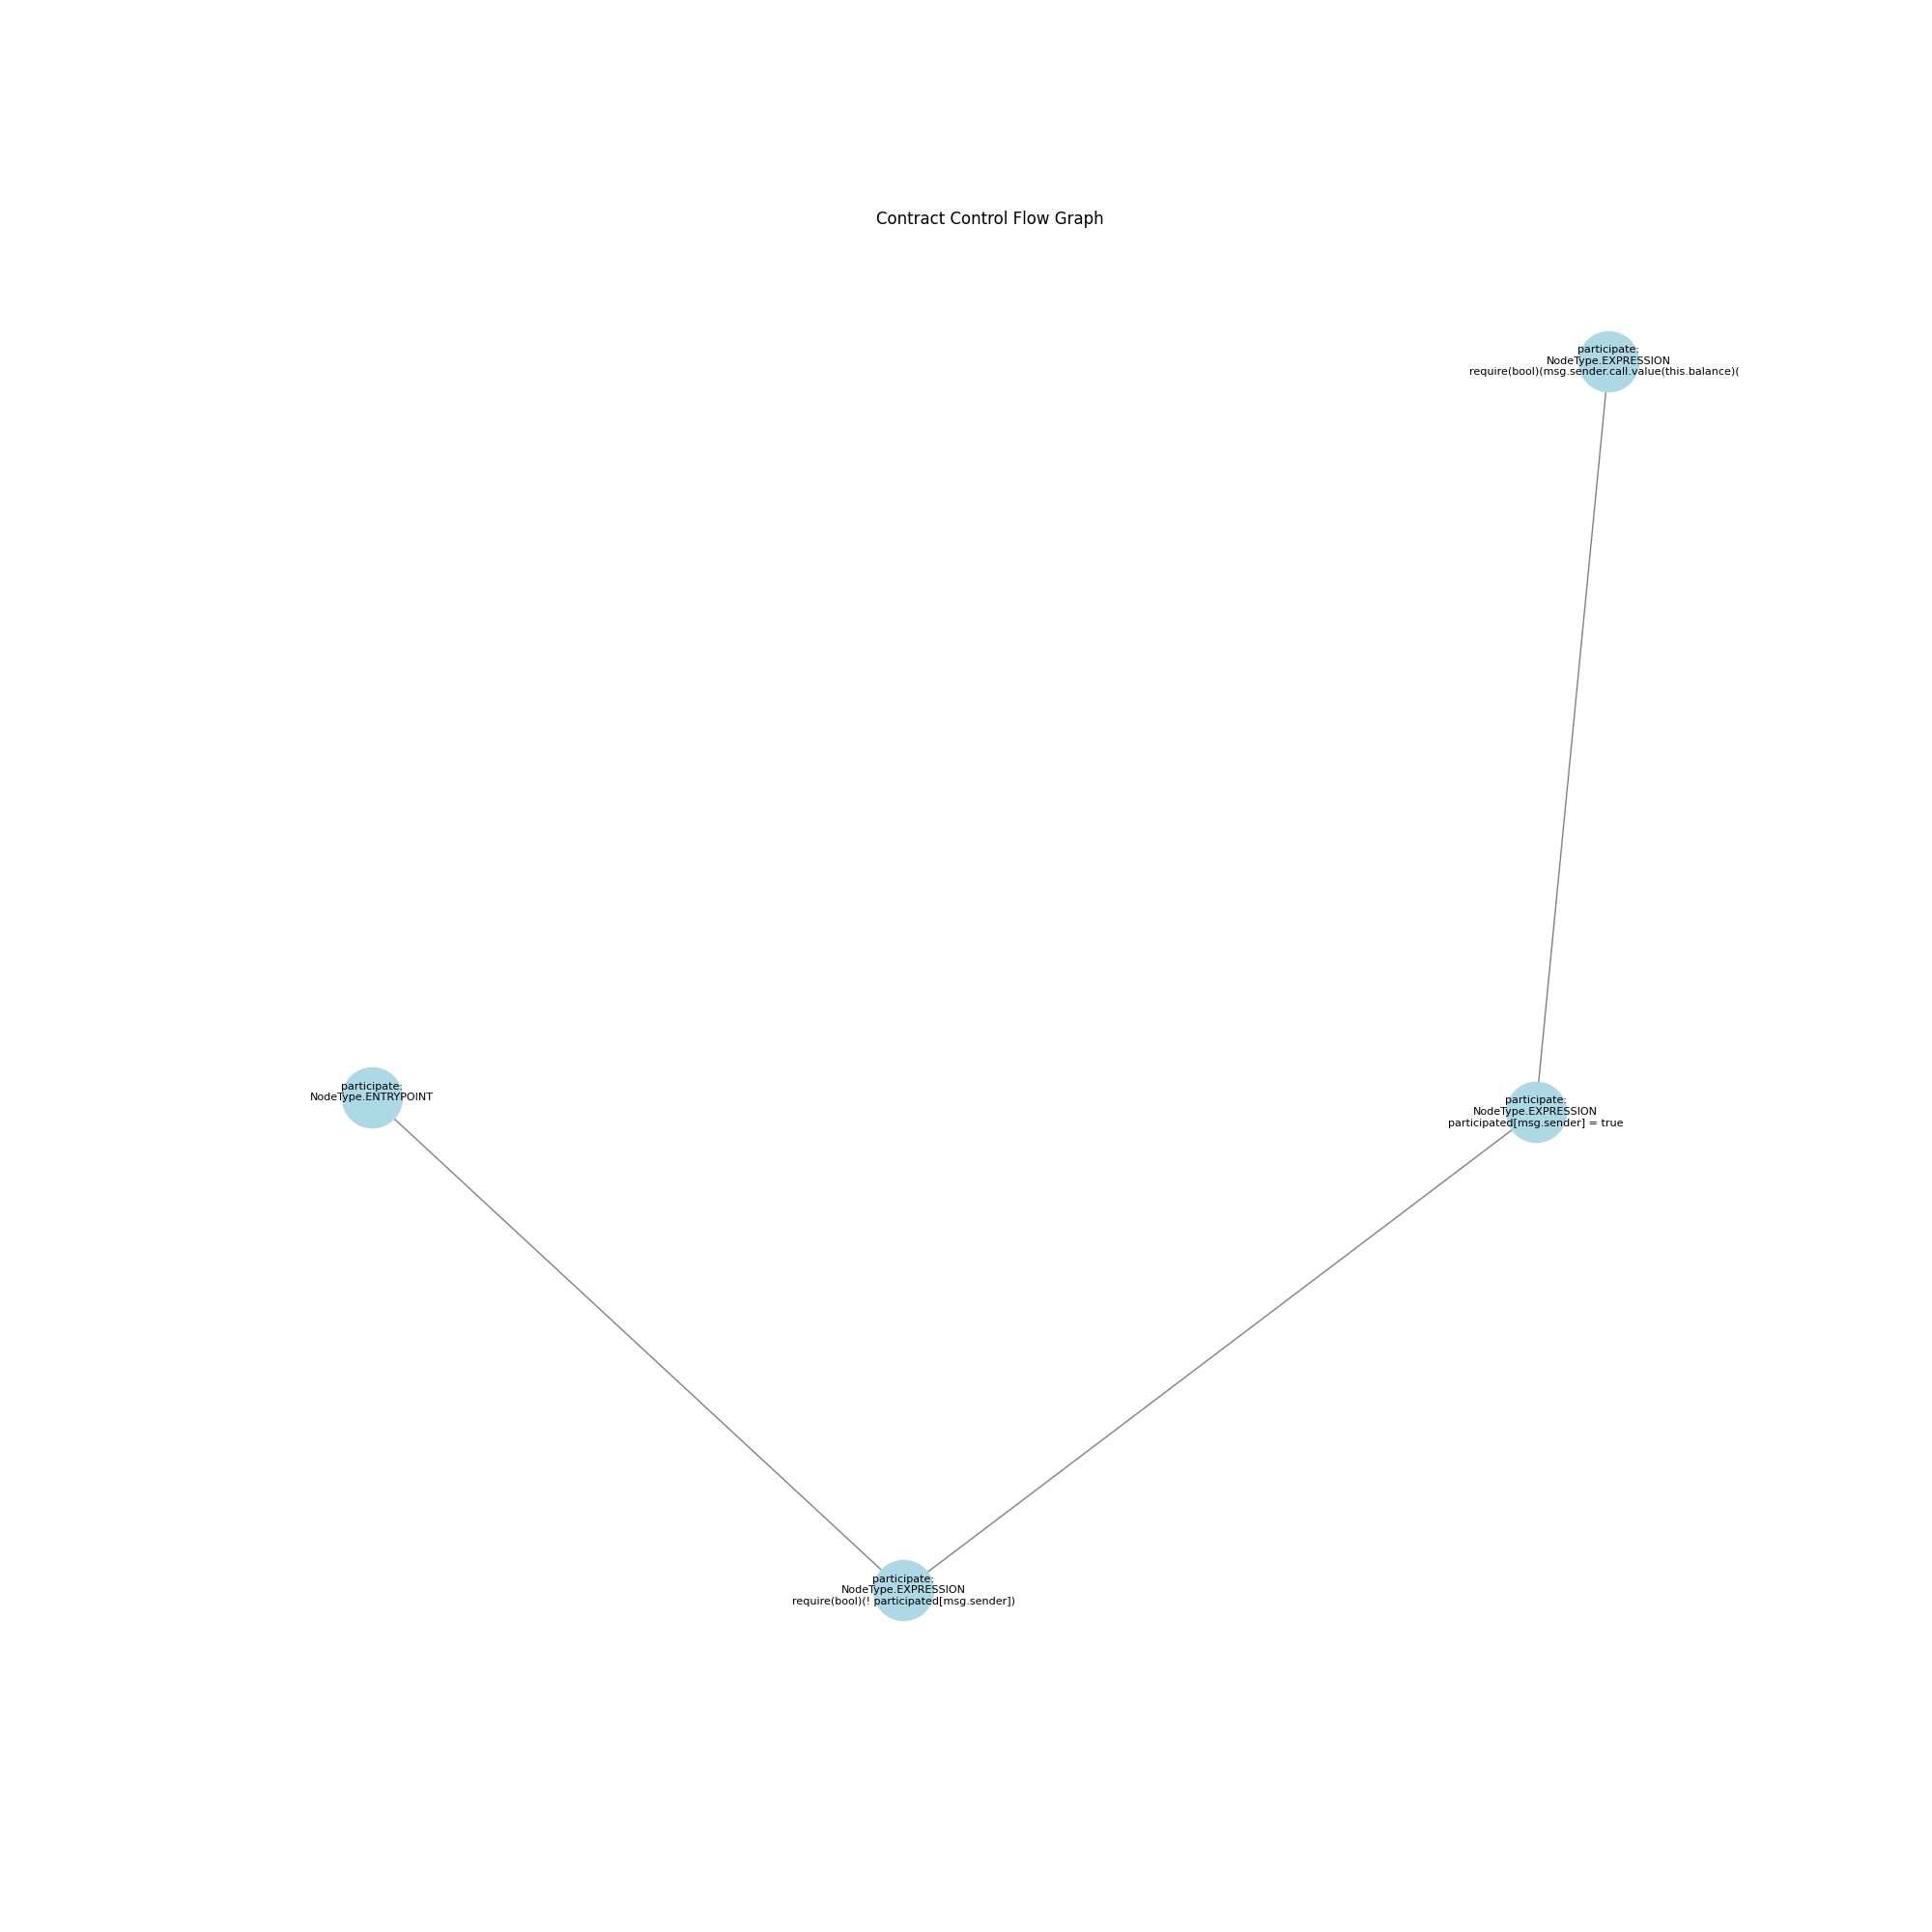 Contract Control Flow Graph
participate:
NodeType.EXPRESSION
require(bool)(msg.sender.call.value(this.balance)(
participate:
NodeType.ENTRYPOINT
participate:
NodeType.EXPRESSION
participated[msg.sender] = true
participate:
NodeType.EXPRESSION
require(bool)(! participated[msg.sender])